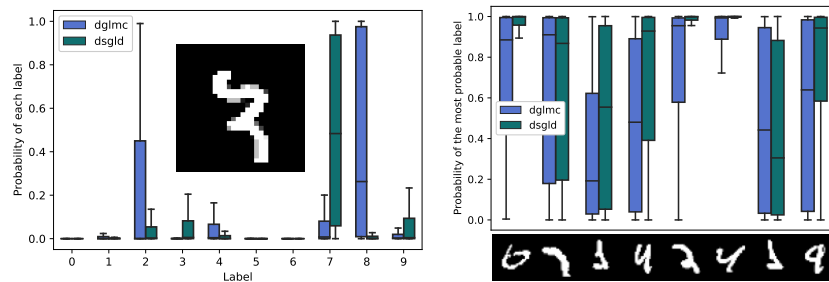 Probability of each label
1.0
0.8
0.6
0.4
0.2
0.0
dglmc
dsgld
0 1 2 3 4 5 6 7 8 9
Label
Probability of the most probable label
1.0
0.8
0.6
0.4
0.2
0.0
dglmc
dsgld